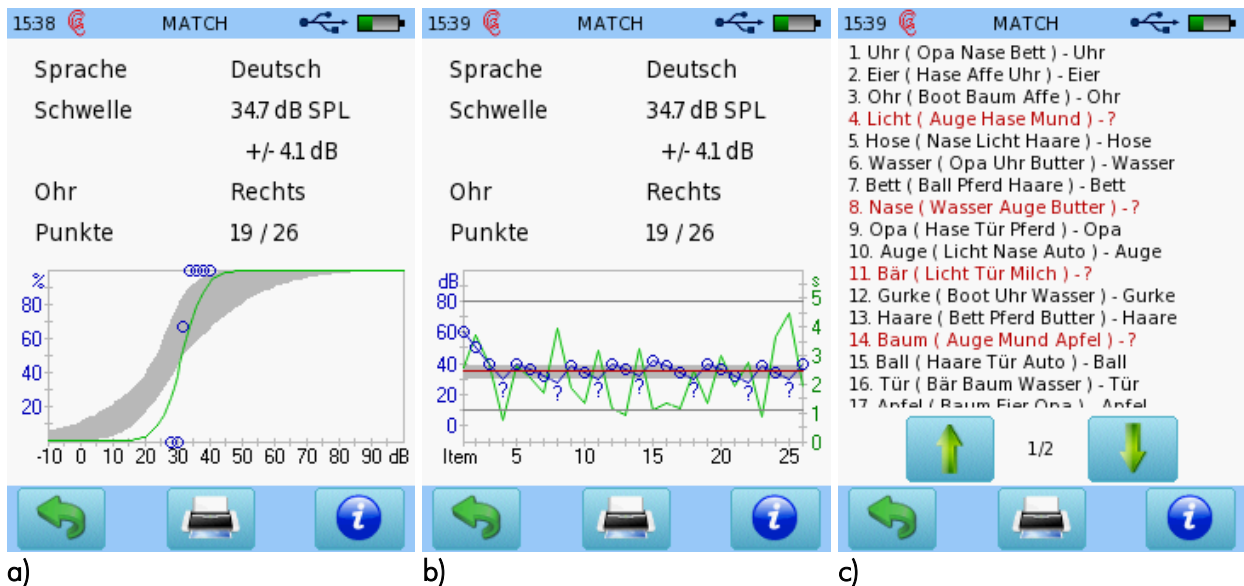 15:38 MATCH
Sprache Deutsch
Schwelle 34.7 dB SPL
+/- 4.1 dB
Ohr Rechts
Punkte 19 / 26
%
80
60
40
20
-10 0 10 20 30 40 50 60 70 80 90 dB
a)
15:39 MATCH
Sprache Deutsch
Schwelle 34.7 dB SPL
+/- 4.1 dB
Ohr Rechts
Punkte 19 / 26
dB s
80 5
60 4
40 3
20 2
0 1
0
? ? ? ? ? ? ?
Item 5 10 15 20 25
b)
15:39 MATCH
1. Uhr ( Opa Nase Bett ) - Uhr
2. Eier ( Hase Affe Uhr ) - Eier
3. Ohr ( Boot Baum Affe ) - Ohr
4. Licht ( Auge Hase Mund ) - ?
5. Hose ( Nase Licht Haare ) - Hose
6. Wasser ( Opa Uhr Butter ) - Wasser
7. Bett ( Ball Pferd Haare ) - Bett
8. Nase ( Wasser Auge Butter ) - ?
9. Opa ( Hase Tür Pferd ) - Opa
10. Auge ( Licht Nase Auto ) - Auge
11. Bär ( Licht Tür Milch ) - ?
12. Gurke ( Boot Uhr Wasser ) - Gurke
13. Haare ( Bett Pferd Butter ) - Haare
14. Baum ( Auge Mund Apfel ) - ?
15. Ball ( Haare Tür Auto ) - Ball
16. Tür ( Bär Baum Wasser ) - Tür
17. Apfel ( Baum Eier Opa ) - Apfel
1/2
i
i
i
c)